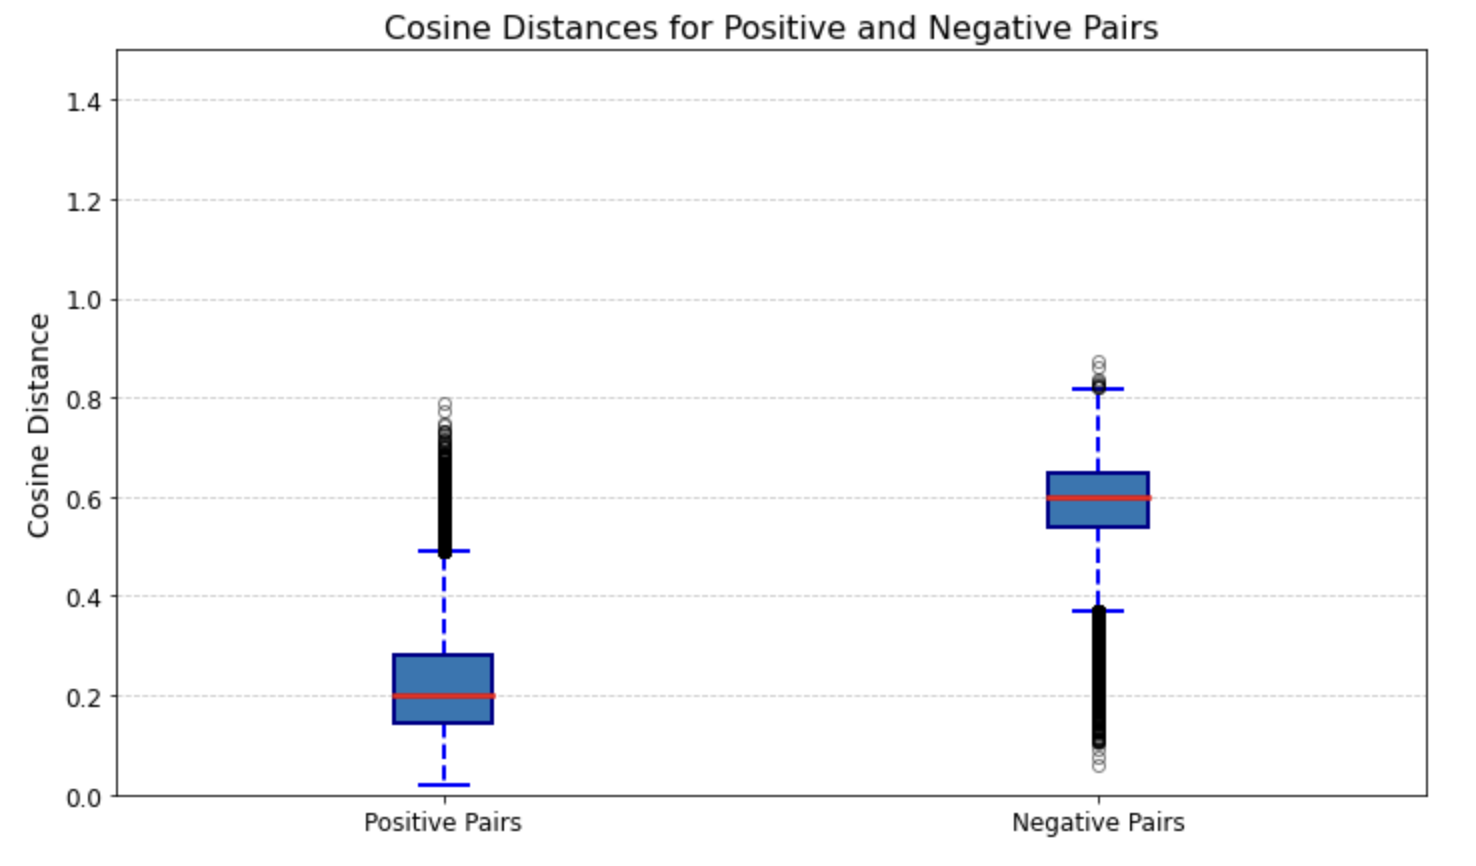 Cosine Distances for Positive and Negative Pairs
Cosine Distance
1.4
1.2
1.0
0.8
0.6
0.4
0.2
0.0
Positive Pairs
Negative Pairs